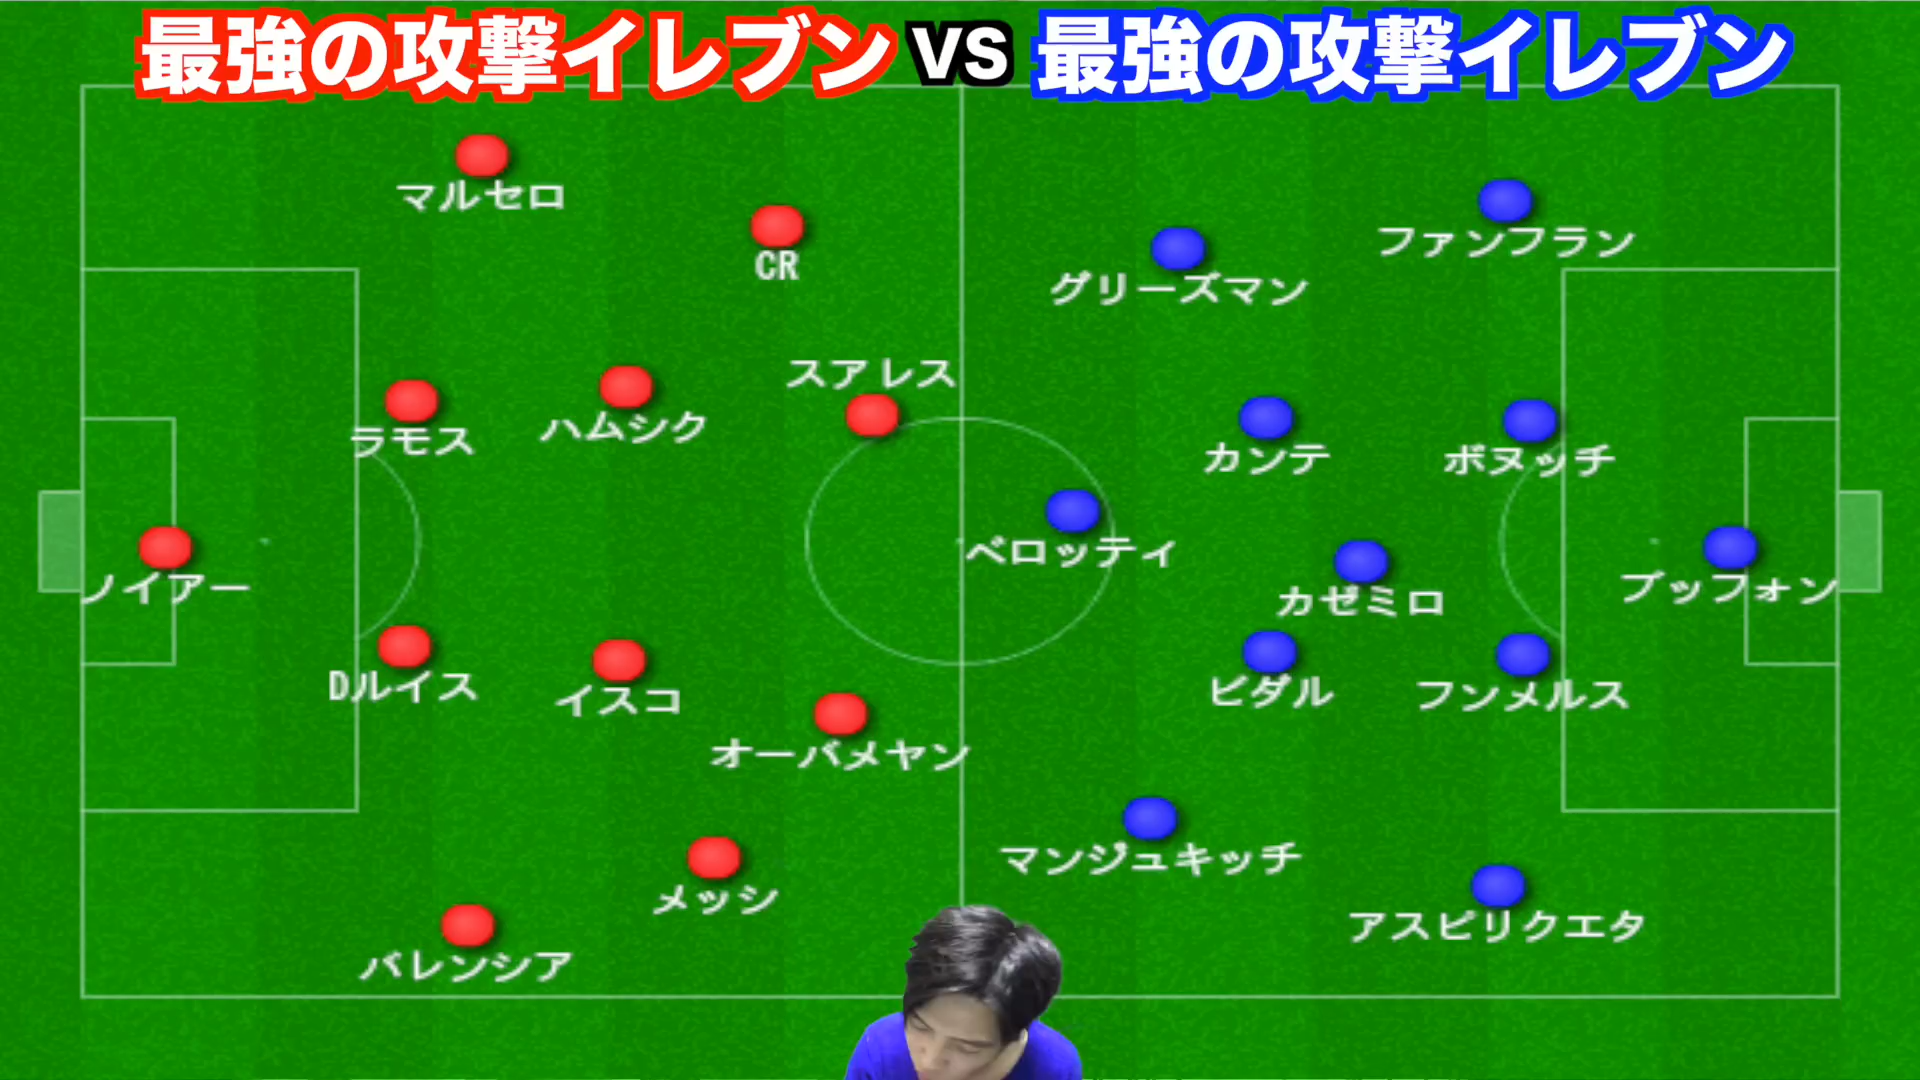 最強の攻撃イレブン VS 最強の攻撃イレブン
マルセロ
CR
スアレス
ラモス
ハムシク
ノイアー
Dルイス
イスコ
オーバメヤン
メッシ
バレンシア
ファンフラン
グリーズマン
カンテ
ボヌッチ
ベロッティ
カゼミロ
ブッフォン
ビダル
フンメルス
マンジュキッチ
アスピリクエタ